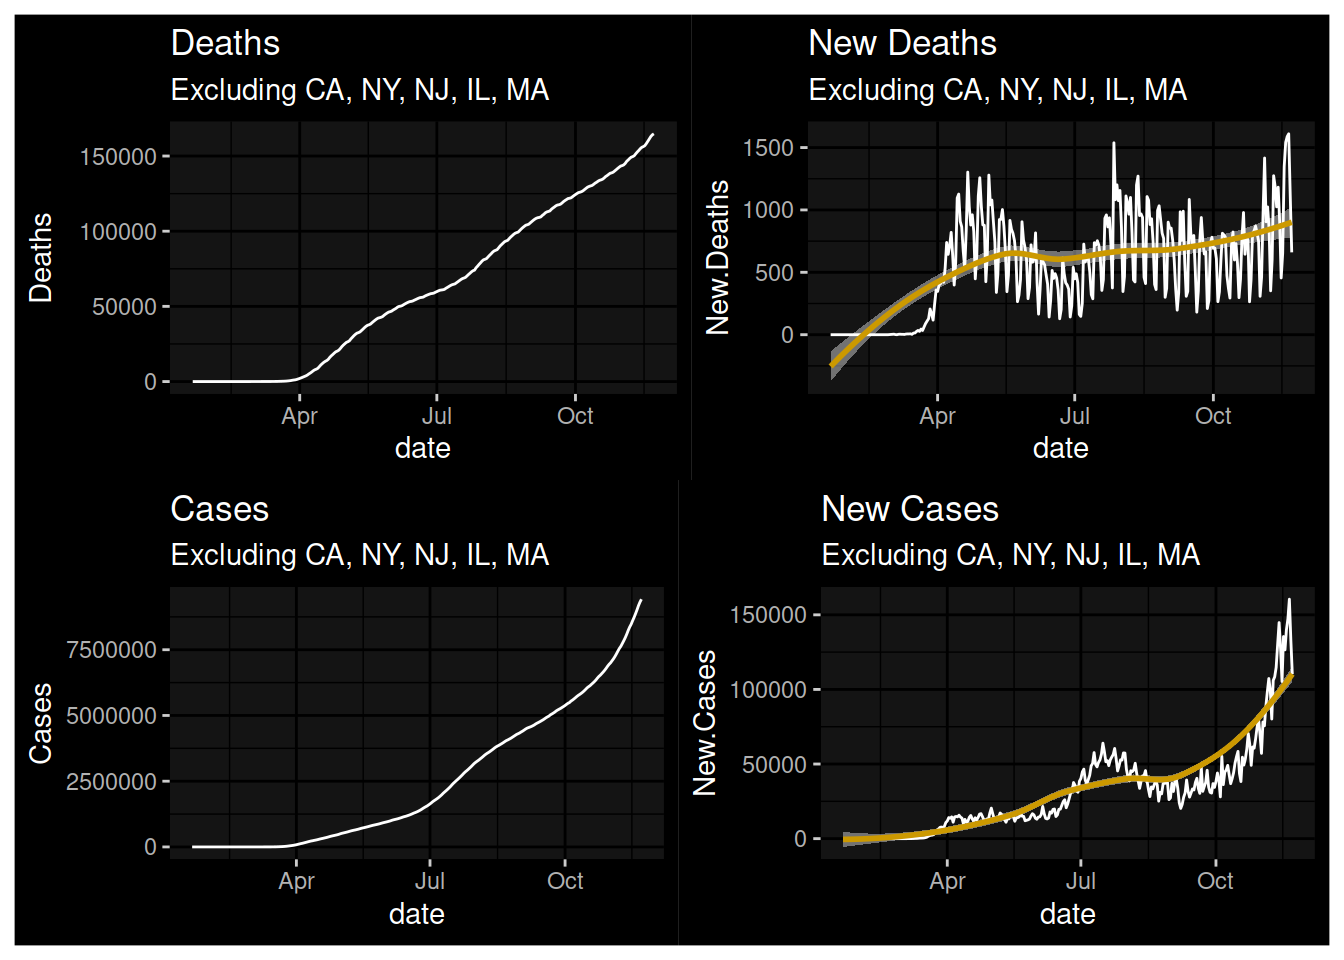 Deaths
Excluding CA, NY, NJ, IL, MA
150000
100000
50000
0
Deaths
Apr Jul Oct
date
New Deaths
Excluding CA, NY, NJ, IL, MA
1500
1000
500
0
New.Deaths
Apr Jul Oct
date
Cases
Excluding CA, NY, NJ, IL, MA
7500000
5000000
2500000
0
Cases
Apr Jul Oct
date
New Cases
Excluding CA, NY, NJ, IL, MA
150000
100000
50000
0
New.Cases
Apr Jul Oct
date